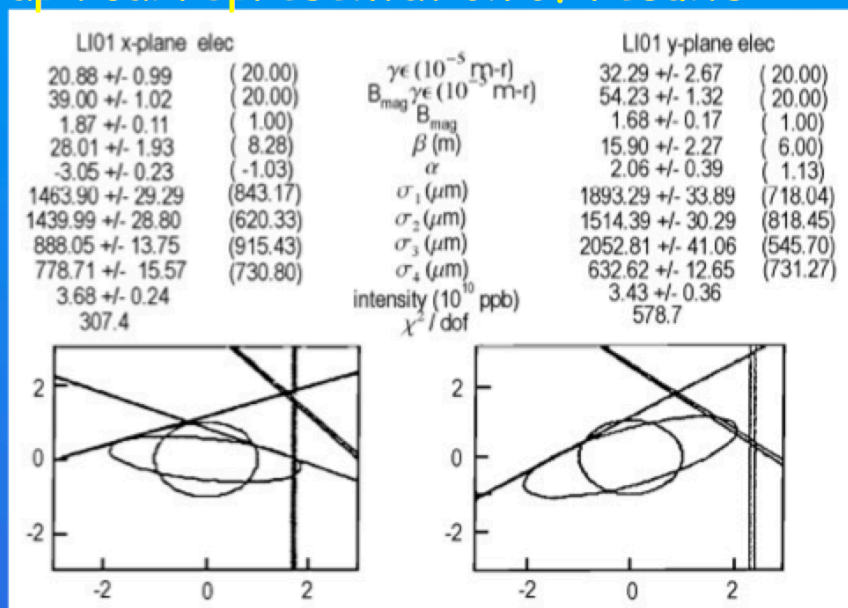 LI01 x-plane elec LI01 y-plane elec
20.88 +/- 0.99 ( 20.00) γϵ (10⁻⁵ m-r) 32.29 +/- 2.67 ( 20.00)
39.00 +/- 1.02 ( 20.00) Bmag γϵ (10⁻⁵ m-r) 54.23 +/- 1.32 ( 20.00)
1.87 +/- 0.11 ( 1.00) Bmag 1.68 +/- 0.17 ( 1.00)
28.01 +/- 1.93 ( 8.28) β (m) 15.90 +/- 2.27 ( 6.00)
-3.05 +/- 0.23 ( -1.03) α 2.06 +/- 0.39 ( 1.13)
1463.90 +/- 29.29 (843.17) σ₁ (μm) 1893.29 +/- 33.89 (718.04)
1439.99 +/- 28.80 (620.33) σ₂ (μm) 1514.39 +/- 30.29 (818.45)
888.05 +/- 13.75 (915.43) σ₃ (μm) 2052.81 +/- 41.06 (545.70)
778.71 +/- 15.57 (730.80) σ₄ (μm) 632.62 +/- 12.65 (731.27)
3.68 +/- 0.24 intensity (10¹⁰ ppb) 3.43 +/- 0.36
307.4 χ² / dof 578.7
2 2
0 0
-2 -2
-2 0 2 -2 0 2